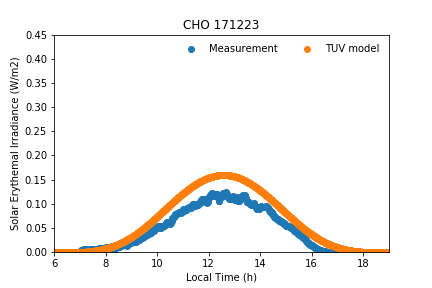 CHO 171223
Measurement TUV model
Solar Erythemal Irradiance (W/m2)
0.45
0.40
0.35
0.30
0.25
0.20
0.15
0.10
0.05
0.00
6 8 10 12 14 16 18
Local Time (h)